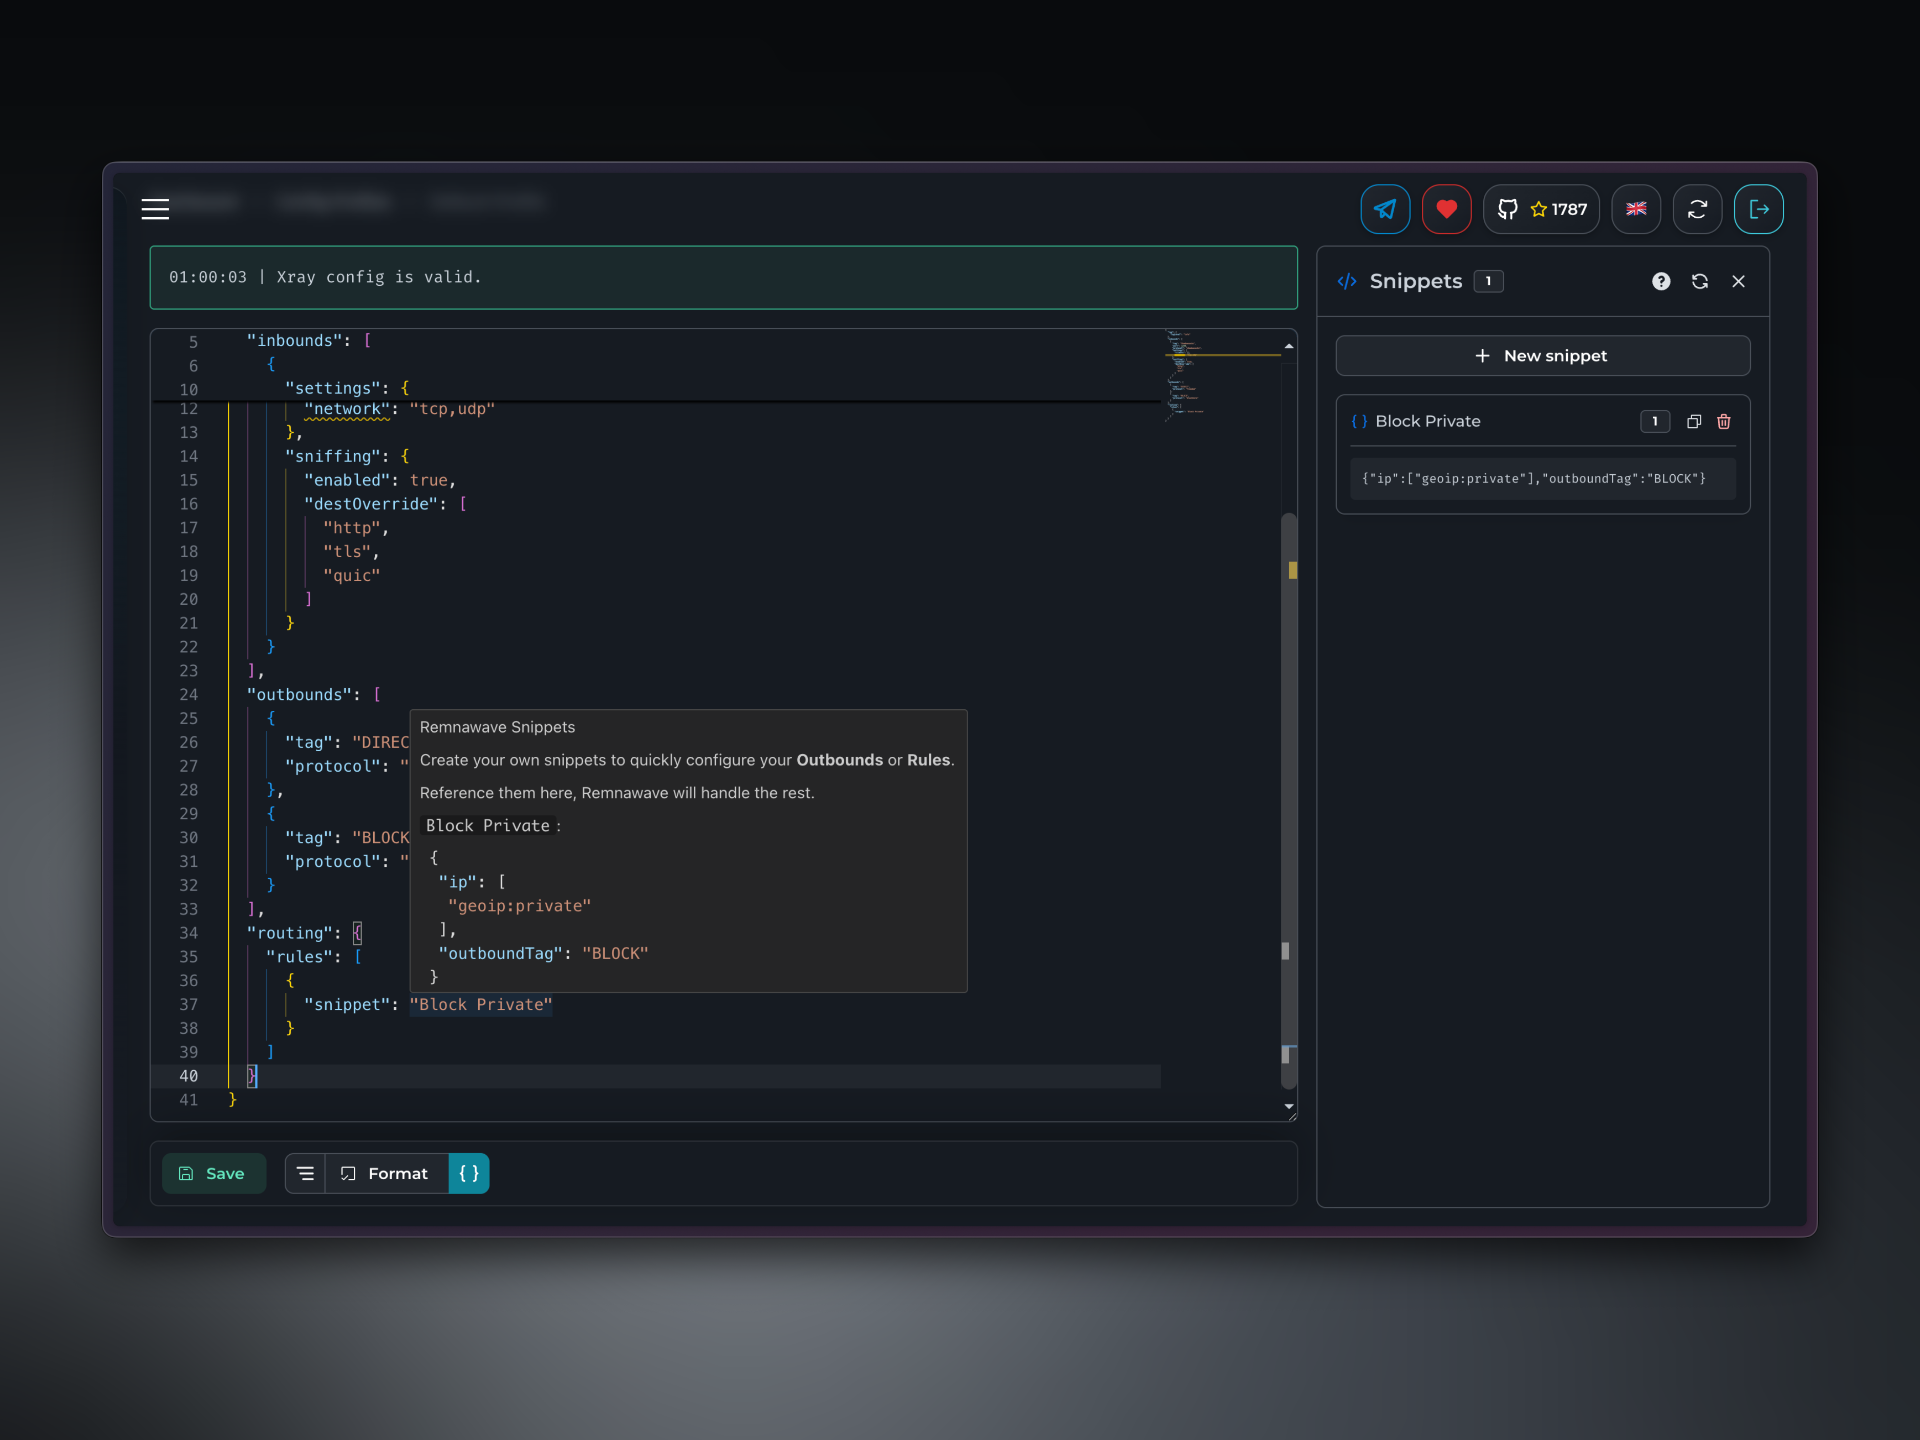 1787
01:00:03 | Xray config is valid.
5 "inbounds": [
6 {
10 "settings": {
12 "network": "tcp,udp"
13 },
14 "sniffing": {
15 "enabled": true,
16 "destOverride": [
17 "http",
18 "tls",
19 "quic"
20 ]
21 }
22 }
23 ],
24 "outbounds": [
25 {
26 "tag": "DIREC
27 "protocol": "
28 },
29 {
30 "tag": "BLOCK
31 "protocol": "
32 }
33 ],
34 "routing": {
35 "rules": [
36 {
37 "snippet": "Block Private"
38 }
39 ]
40 }
41 }
Remnawave Snippets
Create your own snippets to quickly configure your Outbounds or Rules.
Reference them here, Remnawave will handle the rest.
Block Private:
{
"ip": [
"geoip:private"
],
"outboundTag": "BLOCK"
}
Save
Format
{ }
</> Snippets 1
+ New snippet
{ } Block Private 1
{"ip":["geoip:private"],"outboundTag":"BLOCK"}